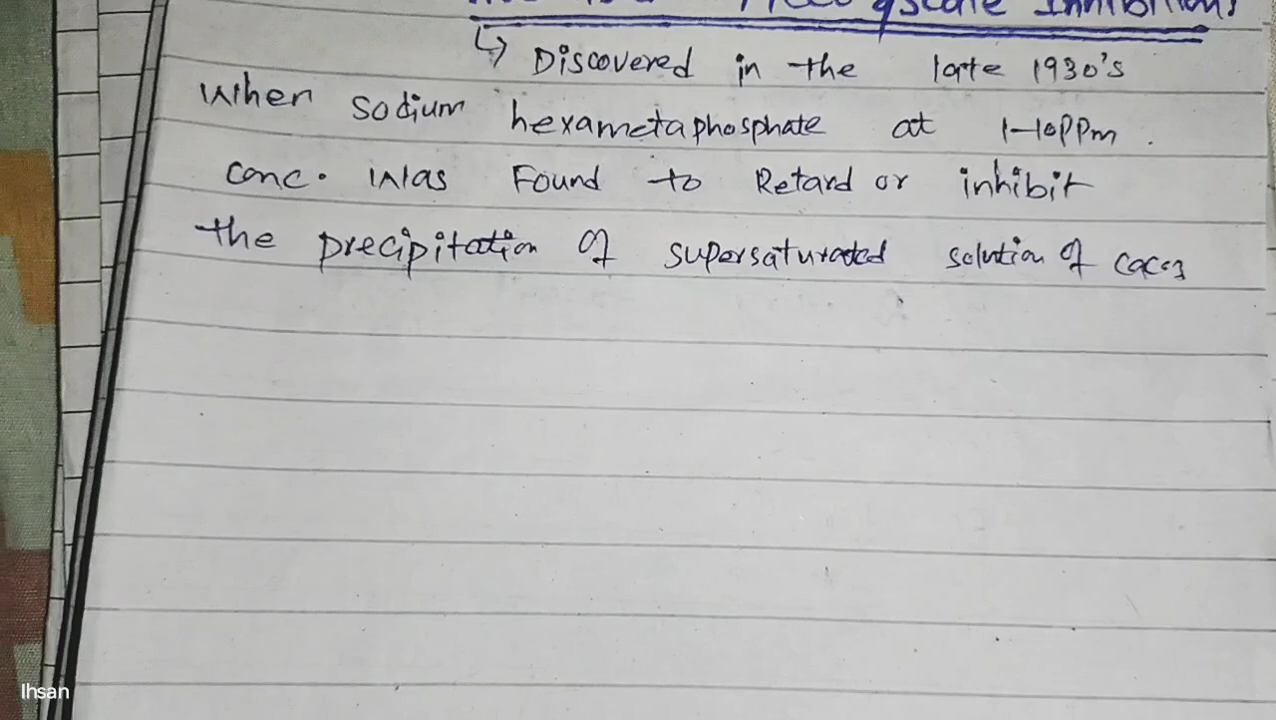 Inhibition:
↳ Discovered in the late 1930's
When sodium hexametaphosphate at 1-10ppm.
conc. was Found to Retard or inhibit
the precipitation of supersaturated solution of CaCO3
Ihsan